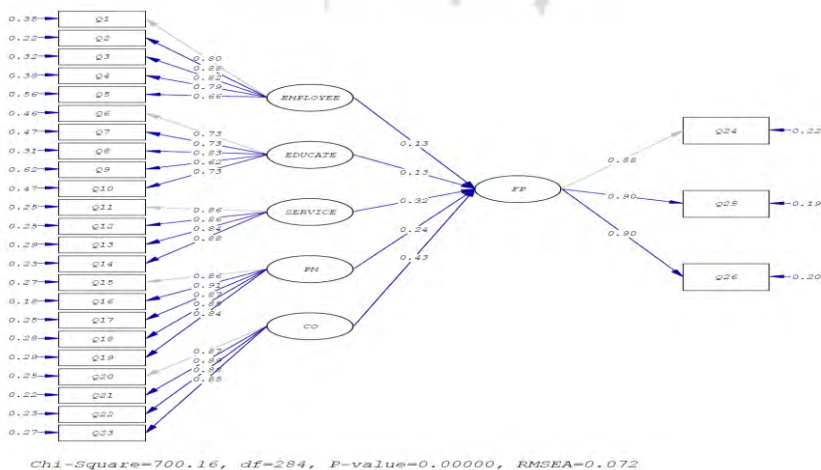 0.35 Q1
0.22 Q2
0.32 Q3
0.38 Q4
0.56 Q5
0.46 Q6
0.47 Q7
0.31 Q8
0.62 Q9
0.47 Q10
0.25 Q11
0.25 Q12
0.29 Q13
0.23 Q14
0.27 Q15
0.18 Q16
0.25 Q17
0.28 Q18
0.29 Q19
0.25 Q20
0.22 Q21
0.23 Q22
0.27 Q23
0.80
0.88
0.82
0.79
0.66
0.73
0.73
0.83
0.62
0.73
0.86
0.86
0.84
0.88
0.86
0.91
0.84
0.85
EMPLOYEE
EDUCATE
SERVICE
PM
CO
0.13
0.13
0.32
0.24
0.43
FP
0.88
0.90
0.90
Q24 0.22
Q25 0.19
Q26 0.20
Chi-Square=700.16, df=284, P-value=0.00000, RMSEA=0.072